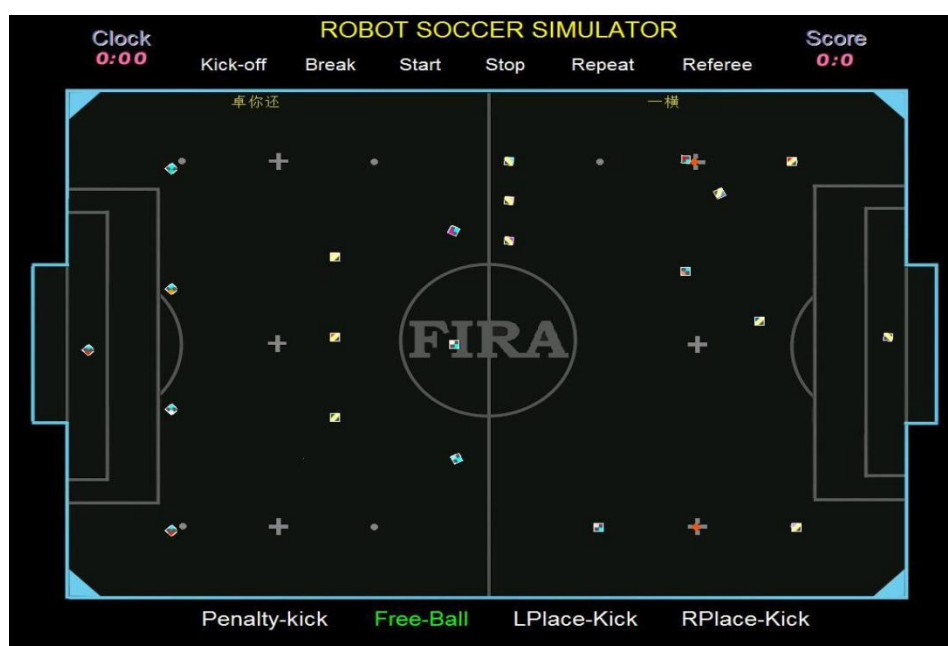 ROBOT SOCCER SIMULATOR
Clock
Score
0:00
0:0
Kick-off Break Start Stop Repeat Referee
卓你还
一横
FIRA
Penalty-kick Free-Ball LPlace-Kick RPlace-Kick